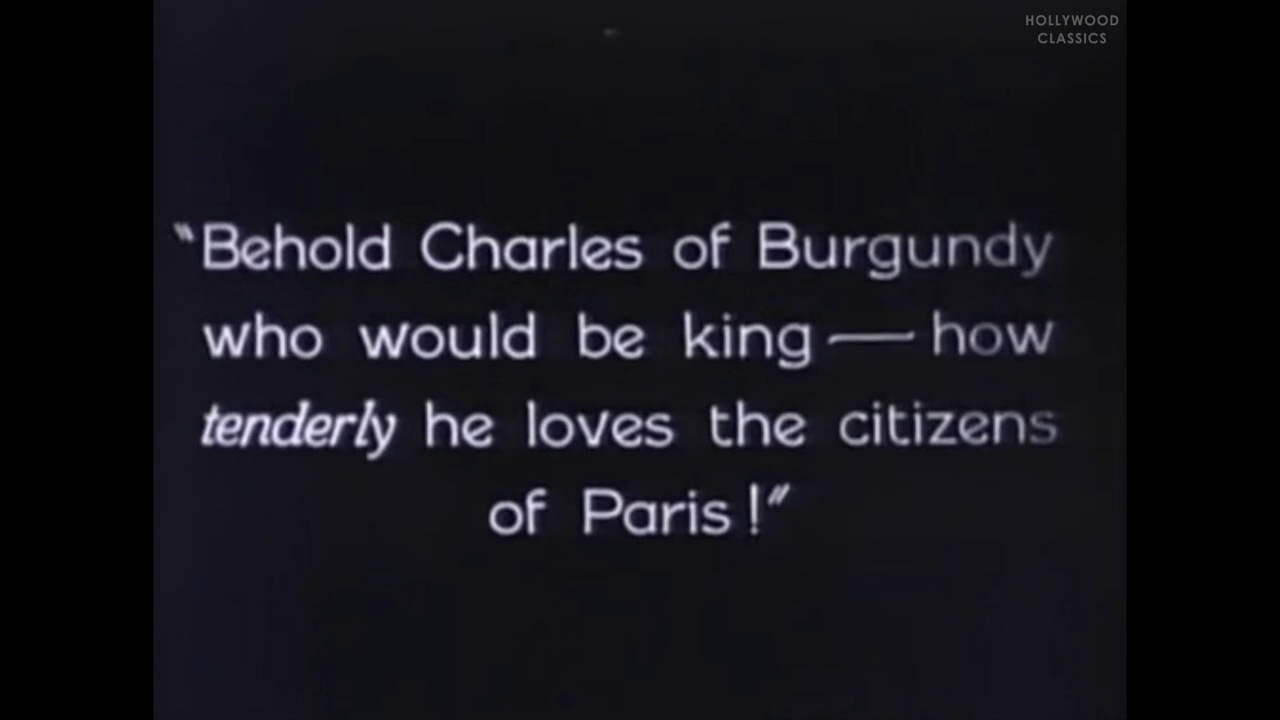 HOLLYWOOD
CLASSICS
"Behold Charles of Burgundy
who would be king — how
tenderly he loves the citizens
of Paris!"